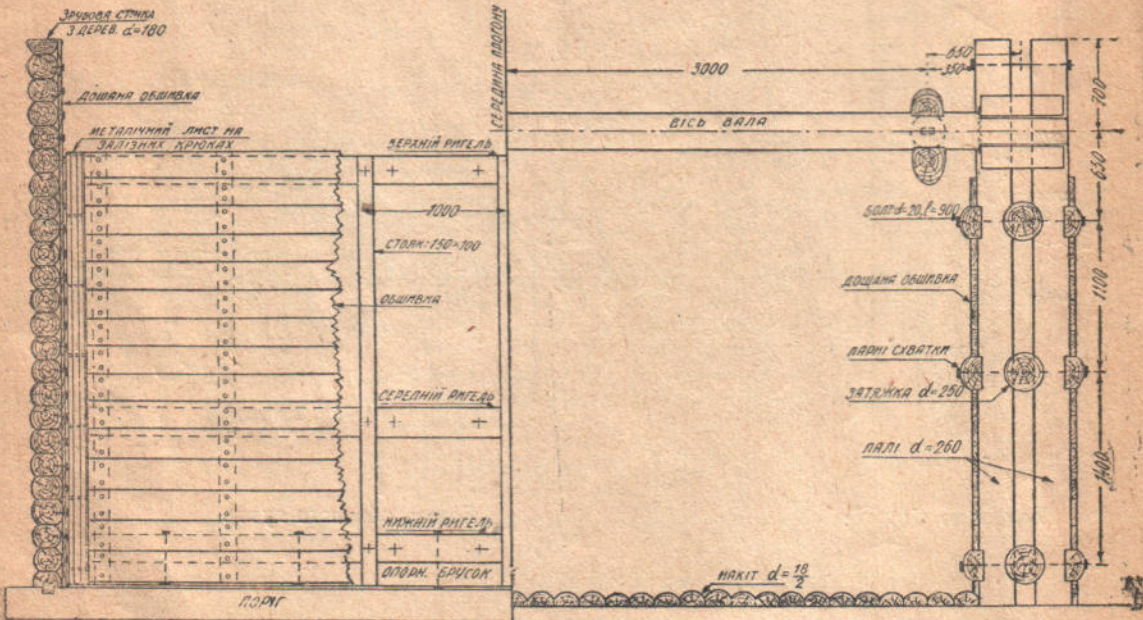 ЗРУБОВА СТІНКА
З ДЕРЕВ. d=180
ДОШАНА ОБШИВКА
МЕТАЛІЧНИЙ ЛИСТ НА
ЗАЛІЗНИХ КРЮКАХ
ВЕРХНІЙ РИГЕЛЬ
1000
СТОЯК-150×100
ОБШИВКА
СЕРЕДНІЙ РИГЕЛЬ
НИЖНІЙ РИГЕЛЬ
ОПОРН. БРУСОК
ПОРІГ
СЕРЕДИНА ПРОГОНУ
3000
650
350
ВІСЬ ВАЛА
700
650
БОЛТ d-20, ℓ=900
1100
ДОЩАНА ОБШИВКА
ПАРНІ СХВАТКИ
ЗАТЯЖКА d=250
ПАЛІ d=260
1400
НАКІТ d=18/2